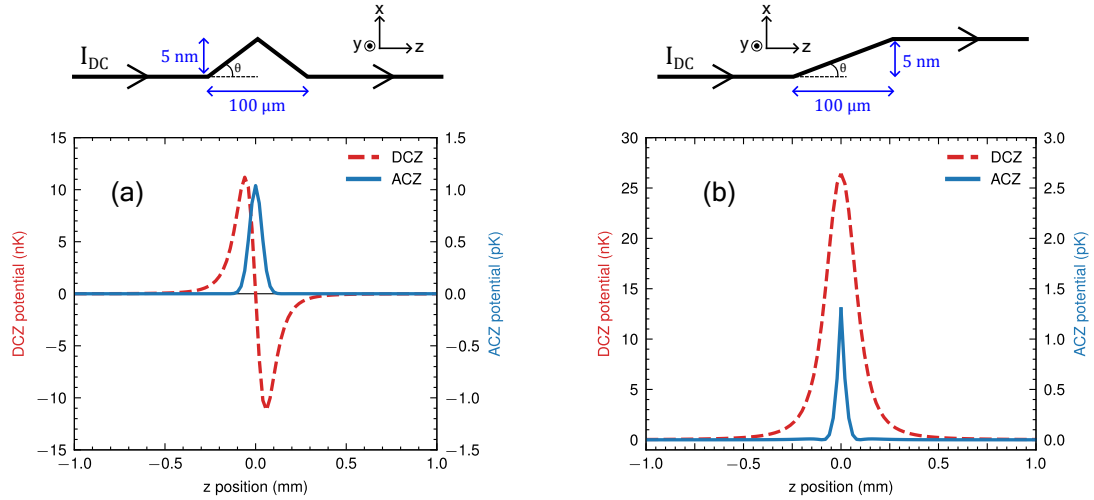 x
y
z
I_DC
5 nm
θ
100 μm
x
y
z
I_DC
5 nm
θ
100 μm
(a)
DCZ
ACZ
15
10
5
0
−5
−10
−15
DCZ potential (nK)
1.5
1.0
0.5
0.0
−0.5
−1.0
−1.5
ACZ potential (pK)
−1.0
−0.5
0.0
0.5
1.0
z position (mm)
(b)
DCZ
ACZ
30
25
20
15
10
5
0
DCZ potential (nK)
3.0
2.5
2.0
1.5
1.0
0.5
0.0
ACZ potential (pK)
−1.0
−0.5
0.0
0.5
1.0
z position (mm)